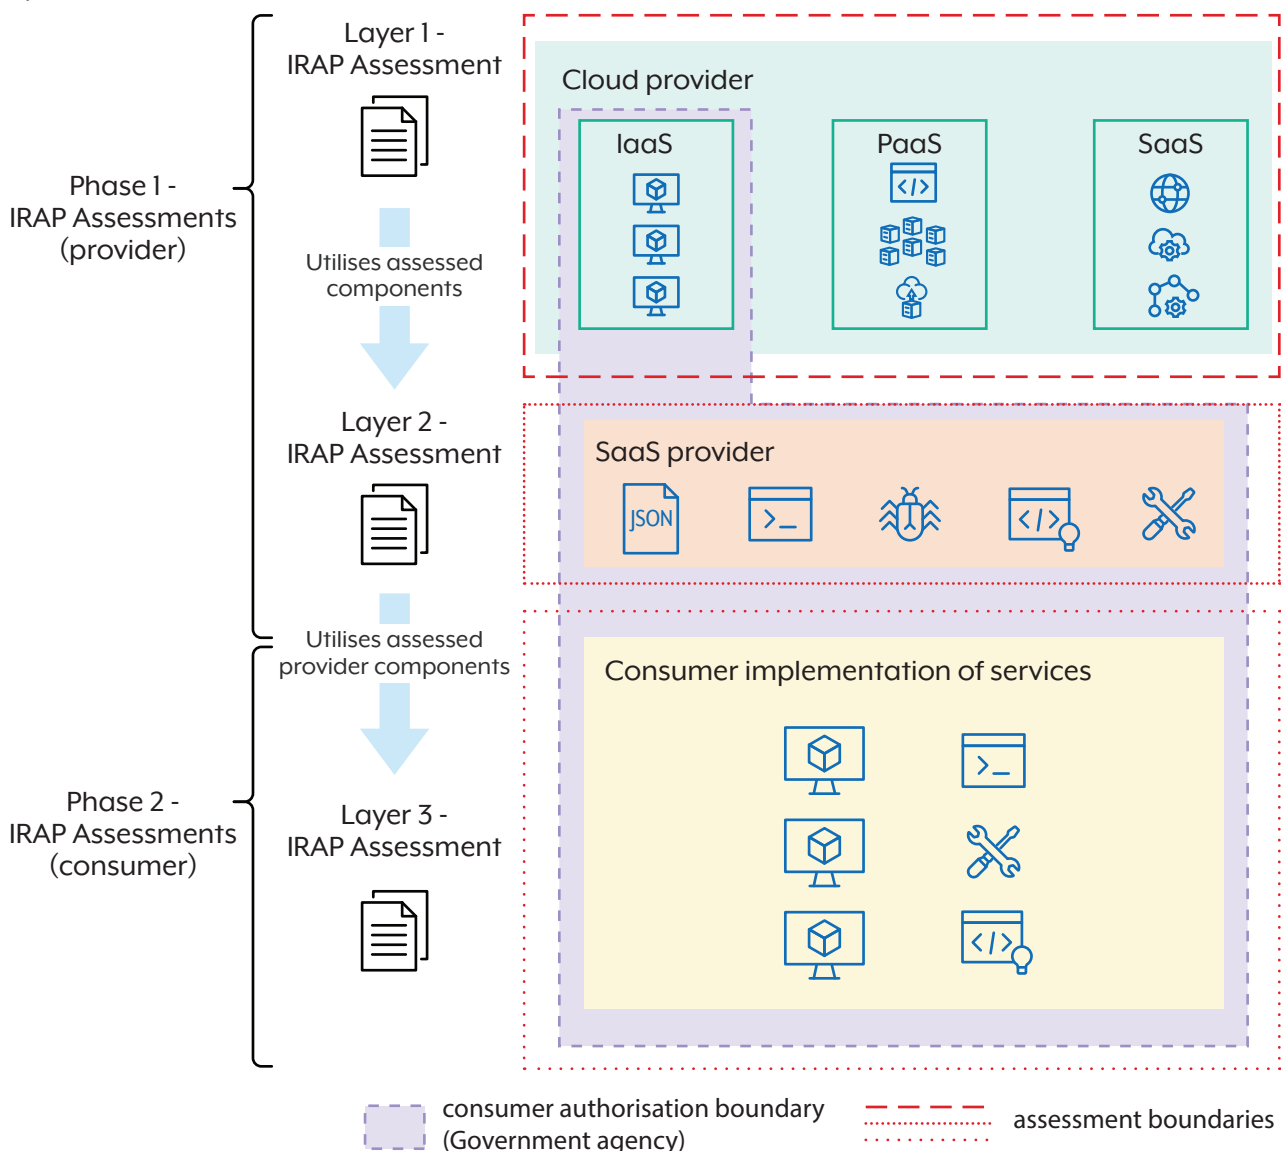 Layer 1 -
IRAP Assessment
Cloud provider
IaaS
PaaS
SaaS
Phase 1 -
IRAP Assessments
(provider)
Utilises assessed
components
Layer 2 -
IRAP Assessment
SaaS provider
JSON
Utilises assessed
provider components
Consumer implementation of services
Phase 2 -
IRAP Assessments
(consumer)
Layer 3 -
IRAP Assessment
consumer authorisation boundary
(Government agency)
assessment boundaries